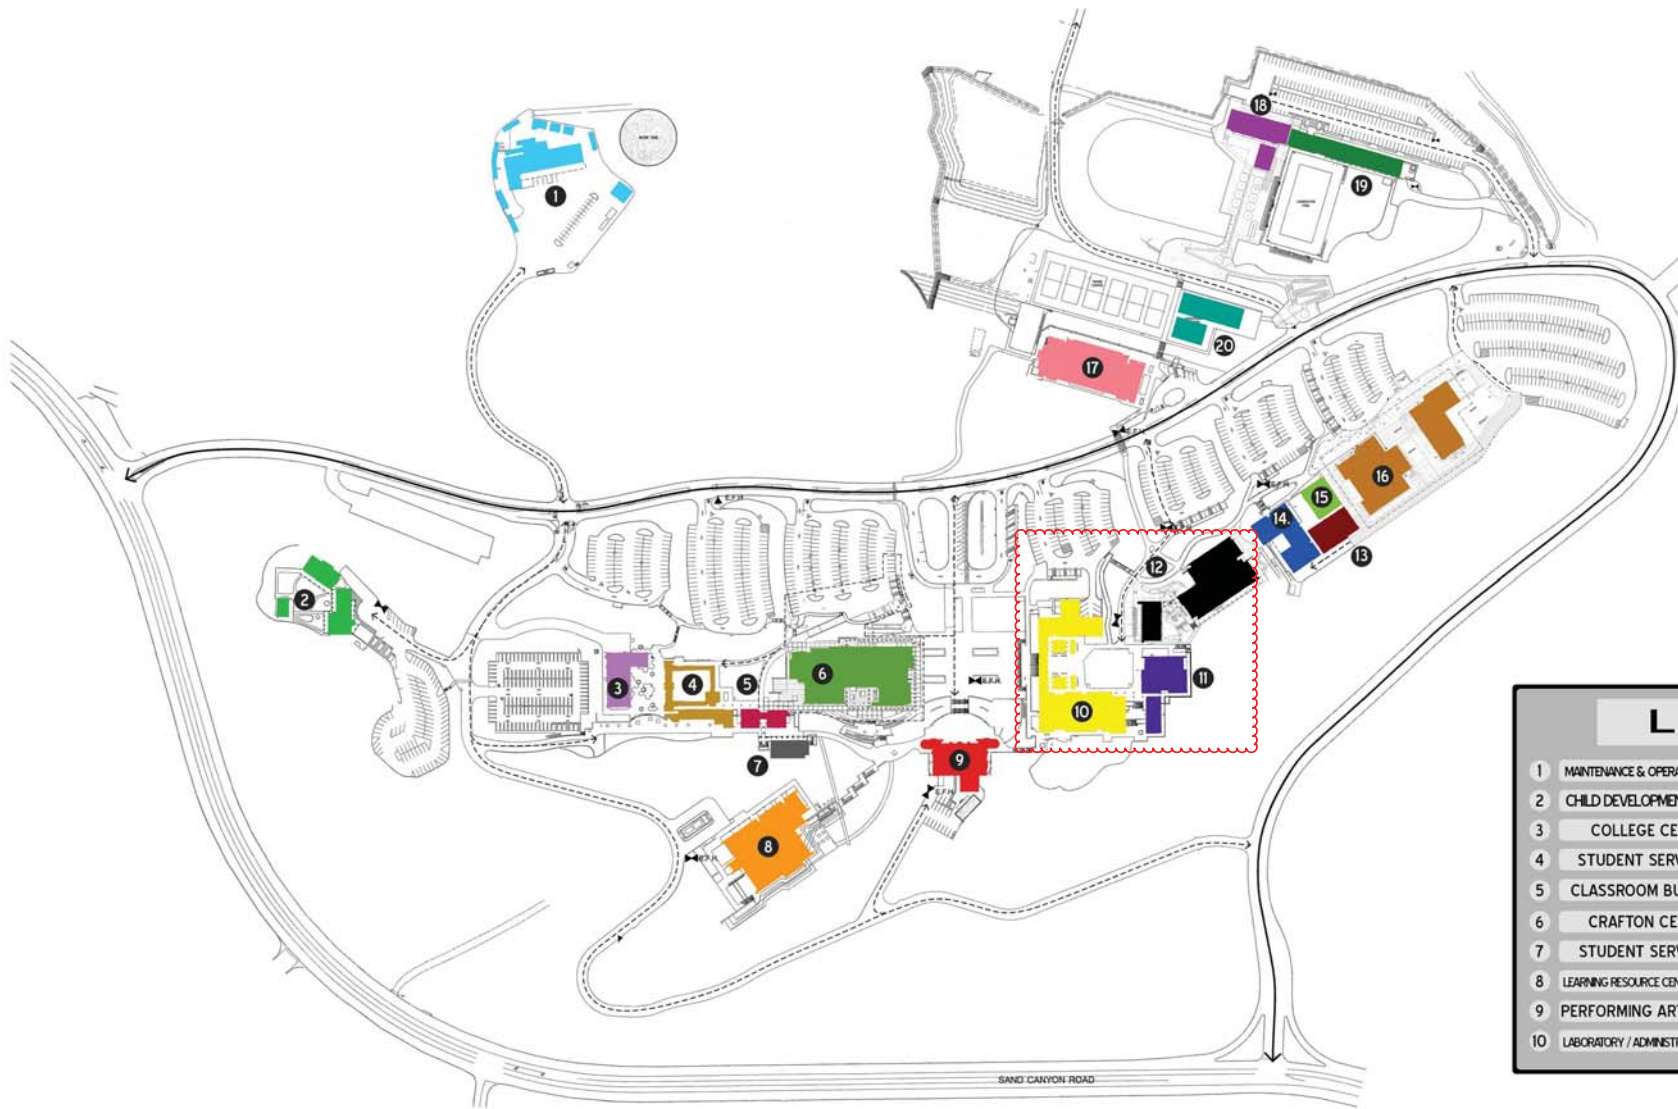 18
1
19
20
17
E.F.H.
16
15
14.
E.F.H.
13
12
2
6
4
5
3
11
E.F.H.
10
9
7
E.F.H.
8
E.F.H.
SAND CANYON ROAD
L
1 MAINTENANCE & OPERA
2 CHILD DEVELOPMEN
3 COLLEGE CE
4 STUDENT SERV
5 CLASSROOM BU
6 CRAFTON CE
7 STUDENT SERV
8 LEARNING RESOURCE CEN
9 PERFORMING AR
10 LABORATORY / ADMINISTR